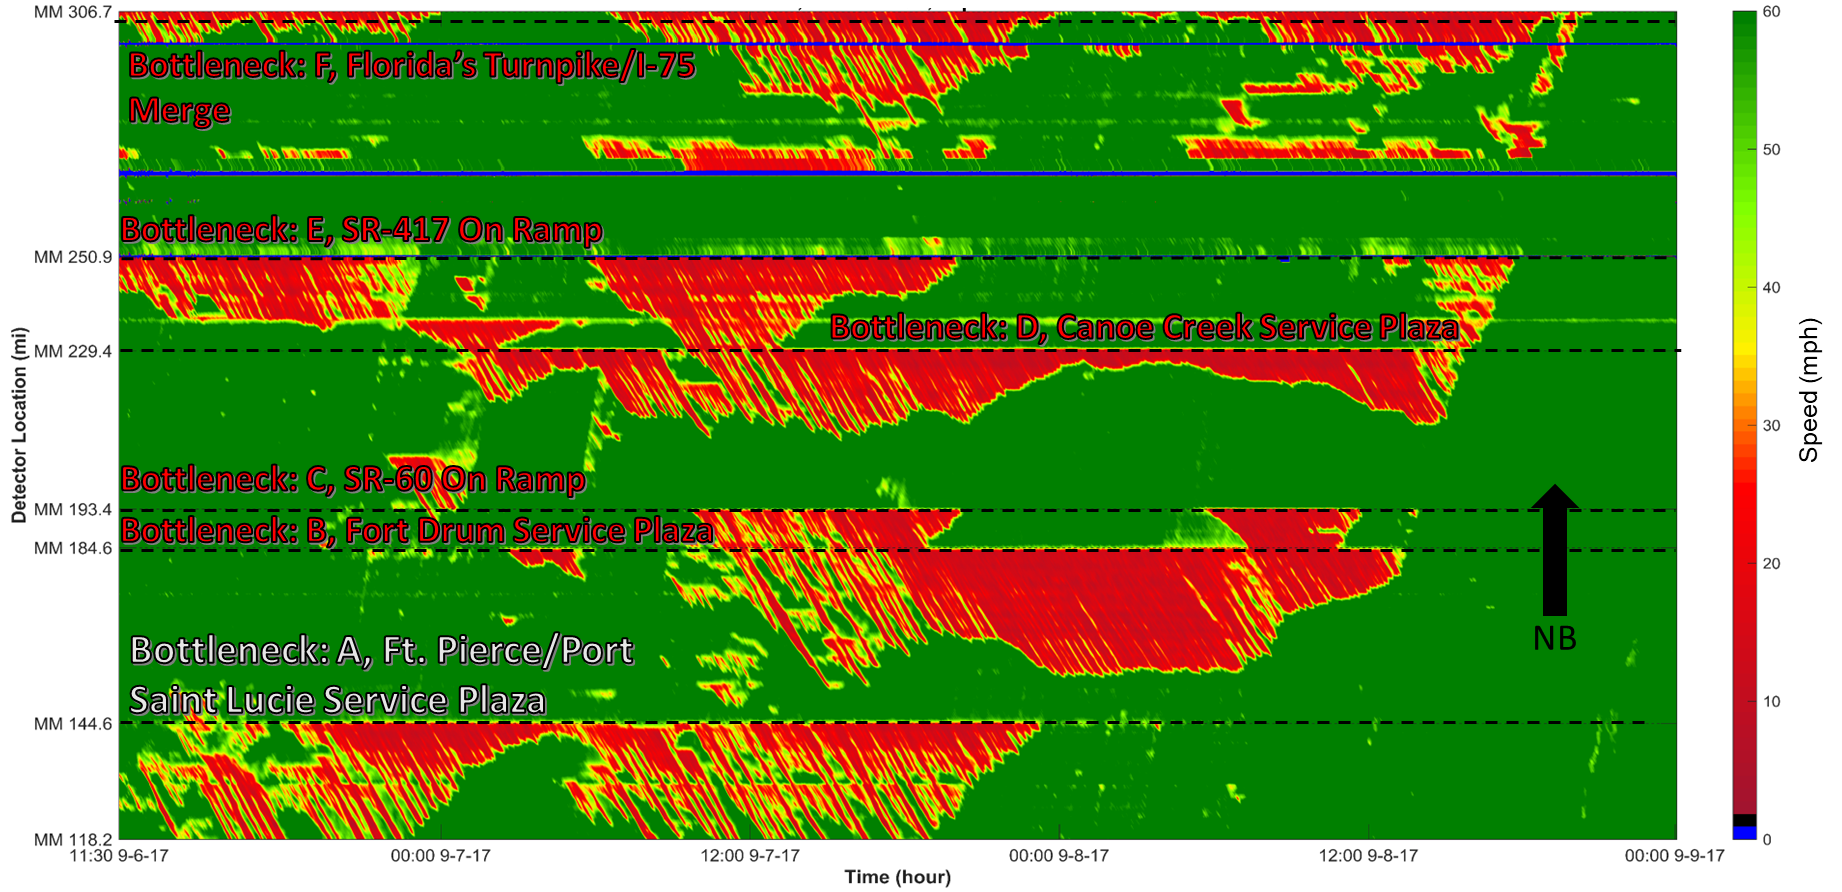 MM 306.7
60
Bottleneck: F, Florida's Turnpike/I-75
Merge
50
Bottleneck: E, SR-417 On Ramp
MM 250.9
40
Bottleneck: D, Canoe Creek Service Plaza
MM 229.4
Detector Location (mi)
Speed (mph)
30
Bottleneck: C, SR-60 On Ramp
MM 193.4
Bottleneck: B, Fort Drum Service Plaza
MM 184.6
20
NB
Bottleneck: A, Ft. Pierce/Port
Saint Lucie Service Plaza
10
MM 144.6
MM 118.2
0
11:30 9-6-17
00:00 9-7-17
12:00 9-7-17
00:00 9-8-17
12:00 9-8-17
00:00 9-9-17
Time (hour)